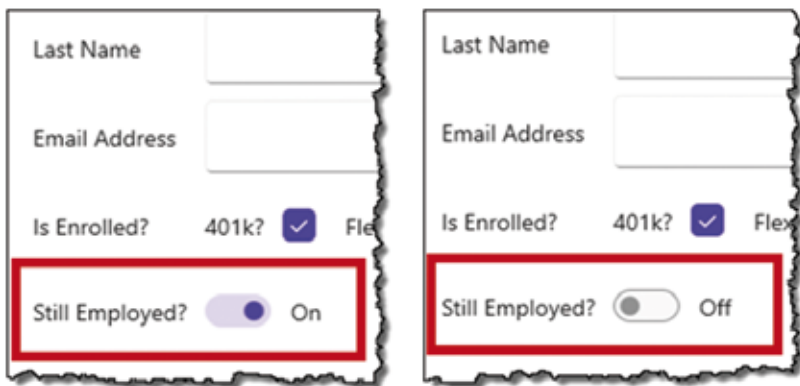 Last Name
Email Address
Is Enrolled? 401k?
Still Employed? On
Last Name
Email Address
Is Enrolled? 401k? Flex
Still Employed? Off